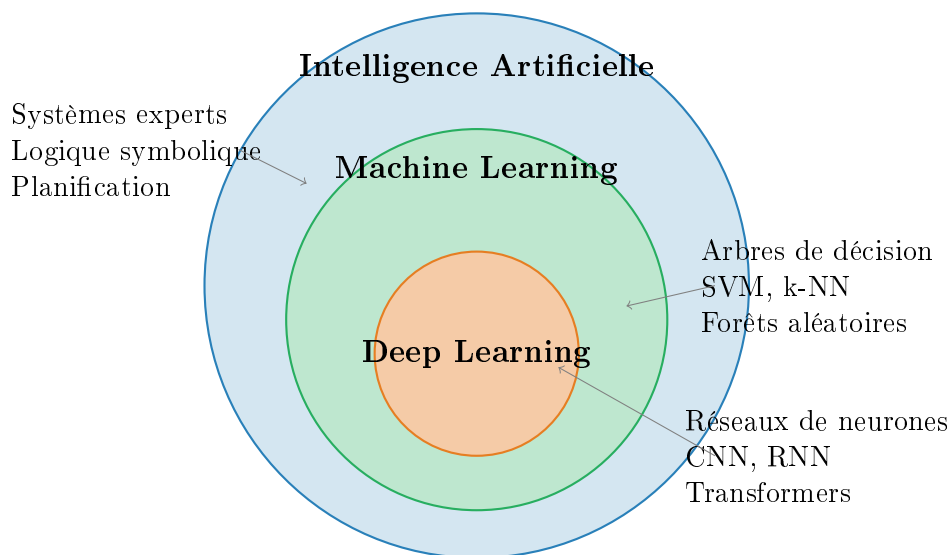 Intelligence Artificielle
Systèmes experts
Logique symbolique
Planification
Machine Learning
Arbres de décision
SVM, k-NN
Forêts aléatoires
Deep Learning
Réseaux de neurones
CNN, RNN
Transformers